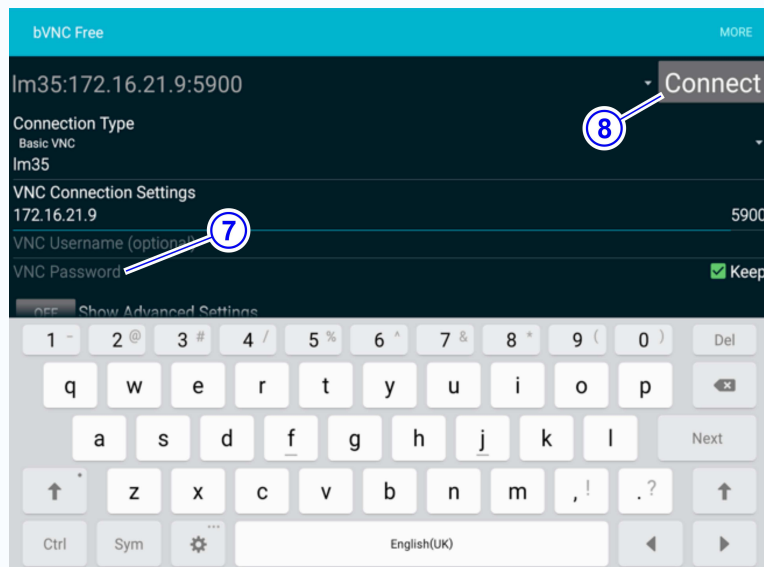 bVNC Free MORE
lm35:172.16.21.9:5900 Connect
8
Connection Type
Basic VNC
lm35
VNC Connection Settings
172.16.21.9 5900
7
VNC Username (optional)
VNC Password Keep
OFF Show Advanced Settings
1 - 2 @ 3 # 4 / 5 % 6 ^ 7 & 8 * 9 ( 0 ) Del
q w e r t y u i o p
a s d f g h j k l Next
z x c v b n m , ! . ?
Ctrl Sym ... English(UK)